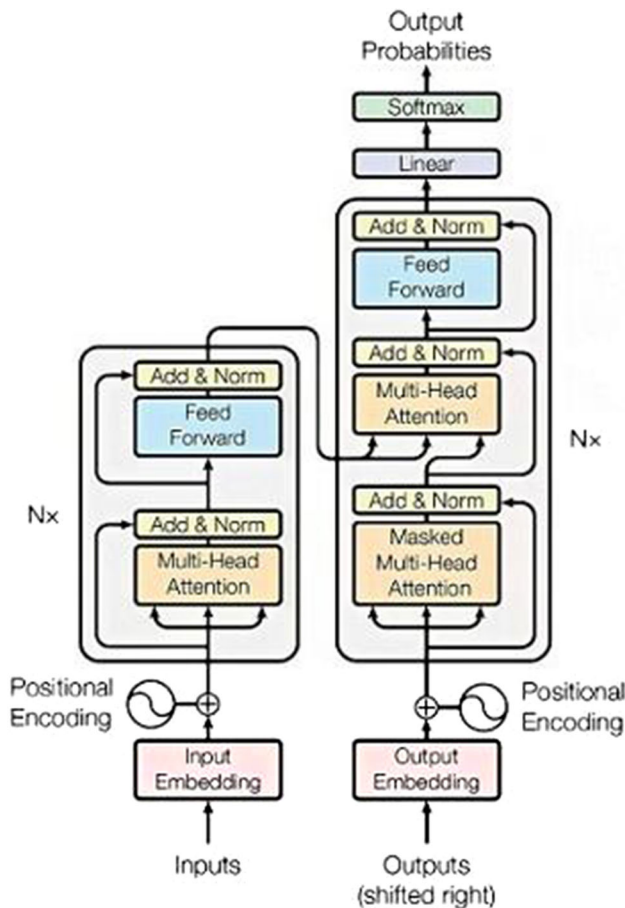 Output
Probabilities
Softmax
Linear
Add & Norm
Feed
Forward
Add & Norm
Multi-Head
Attention
Add & Norm
Masked
Multi-Head
Attention
N×
Add & Norm
Feed
Forward
Add & Norm
Multi-Head
Attention
N×
Positional
Encoding
Positional
Encoding
Input
Embedding
Output
Embedding
Inputs
Outputs
(shifted right)